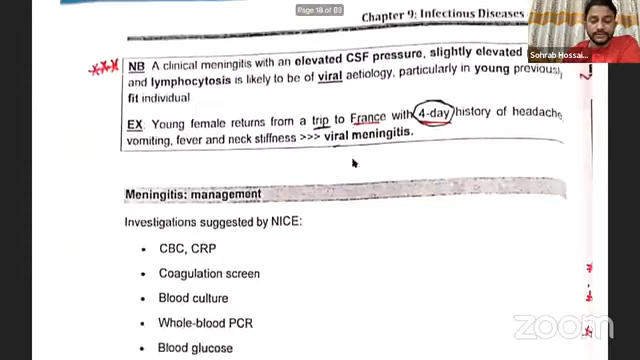 Page 18 of 83
Chapter 9: Infectious Diseases
NB A clinical meningitis with an elevated CSF pressure, slightly elevated
and lymphocytosis is likely to be of viral aetiology, particularly in young previously
fit individual
EX: Young female returns from a trip to France with 4-day history of headache,
vomiting, fever and neck stiffness >>> viral meningitis.
Meningitis: management
Investigations suggested by NICE:
• CBC, CRP
• Coagulation screen
• Blood culture
• Whole-blood PCR
• Blood glucose
Sohrab Hossai...
zoom